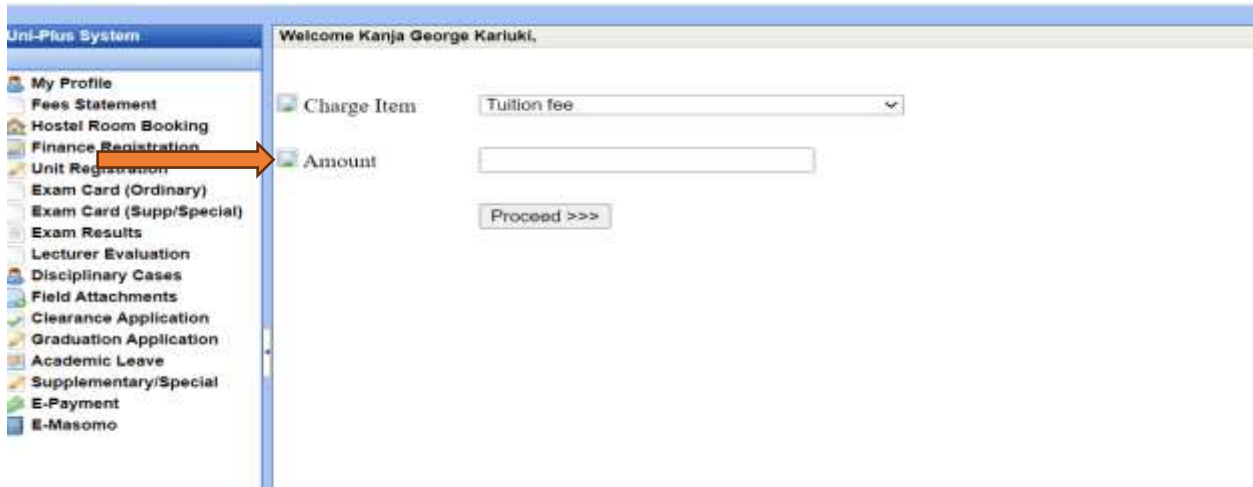 Uni-Plus System
Welcome Kanja George Kariuki,
My Profile
Fees Statement
Hostel Room Booking
Finance Registration
Unit Registration
Exam Card (Ordinary)
Exam Card (Supp/Special)
Exam Results
Lecturer Evaluation
Disciplinary Cases
Field Attachments
Clearance Application
Graduation Application
Academic Leave
Supplementary/Special
E-Payment
E-Masomo
Charge Item
Tuition fee
Amount
Proceed >>>